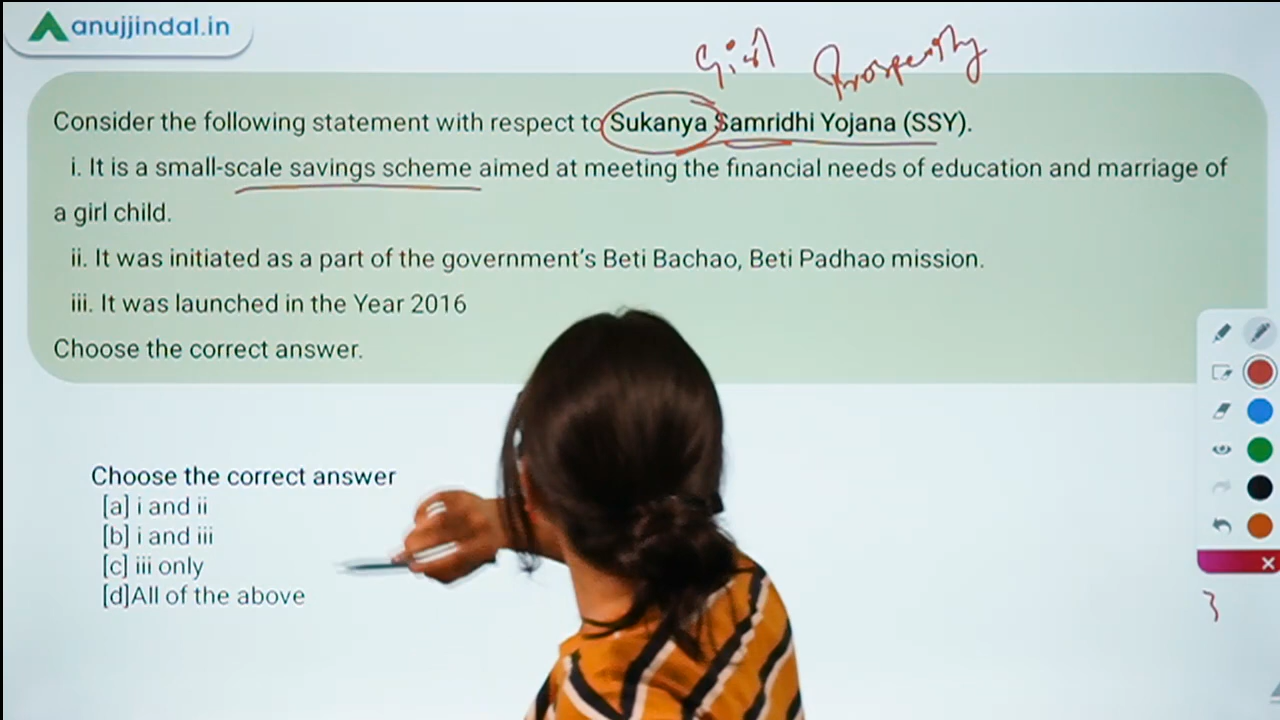 anujjindal.in
Girl Prosperity
Consider the following statement with respect to Sukanya Samridhi Yojana (SSY).
i. It is a small-scale savings scheme aimed at meeting the financial needs of education and marriage of
a girl child.
ii. It was initiated as a part of the government's Beti Bachao, Beti Padhao mission.
iii. It was launched in the Year 2016
Choose the correct answer.
Choose the correct answer
[a] i and ii
[b] i and iii
[c] iii only
[d]All of the above